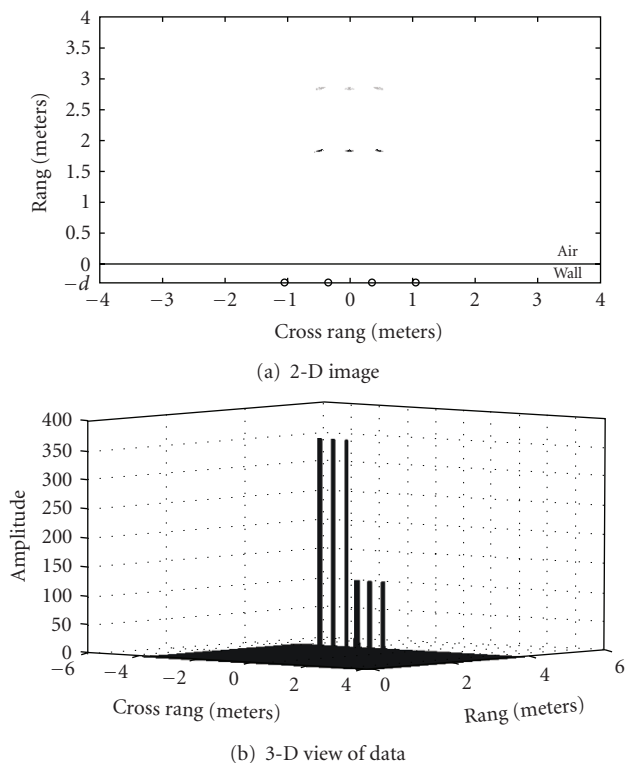 4
3.5
3
2.5
2
1.5
1
0.5
0
−d
Rang (meters)
Air
Wall
−4 −3 −2 −1 0 1 2 3 4
Cross rang (meters)
(a) 2-D image
400
350
300
250
200
150
100
50
0
Amplitude
−6 −4 −2 0 2 4
0 2 4 6
Cross rang (meters)
Rang (meters)
(b) 3-D view of data